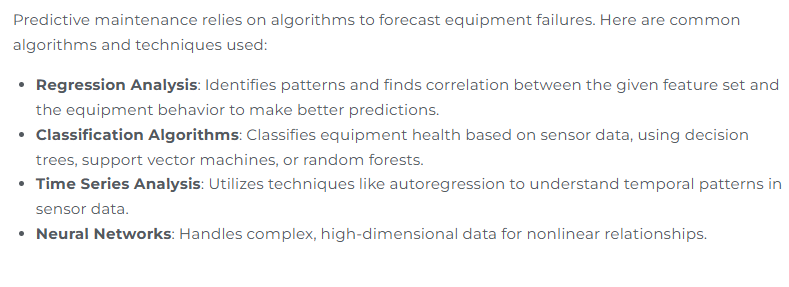 Predictive maintenance relies on algorithms to forecast equipment failures. Here are common
algorithms and techniques used:
• Regression Analysis: Identifies patterns and finds correlation between the given feature set and
the equipment behavior to make better predictions.
• Classification Algorithms: Classifies equipment health based on sensor data, using decision
trees, support vector machines, or random forests.
• Time Series Analysis: Utilizes techniques like autoregression to understand temporal patterns in
sensor data.
• Neural Networks: Handles complex, high-dimensional data for nonlinear relationships.